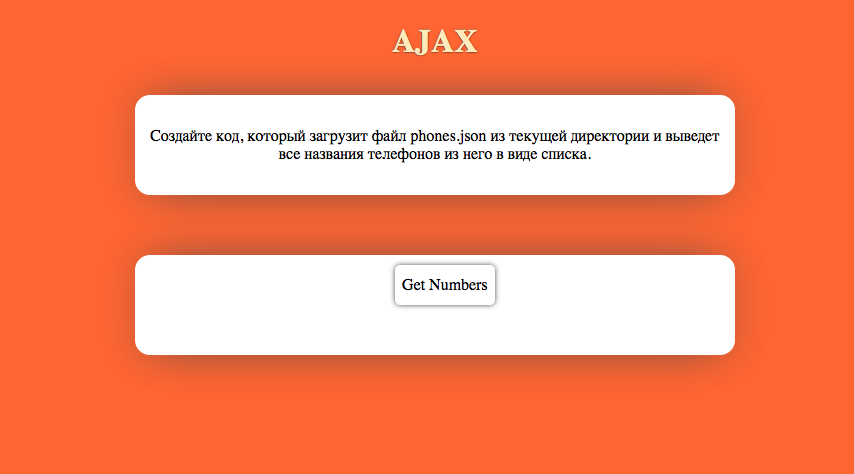 AJAX
Создайте код, который загрузит файл phones.json из текущей директории и выведет
все названия телефонов из него в виде списка.
Get Numbers